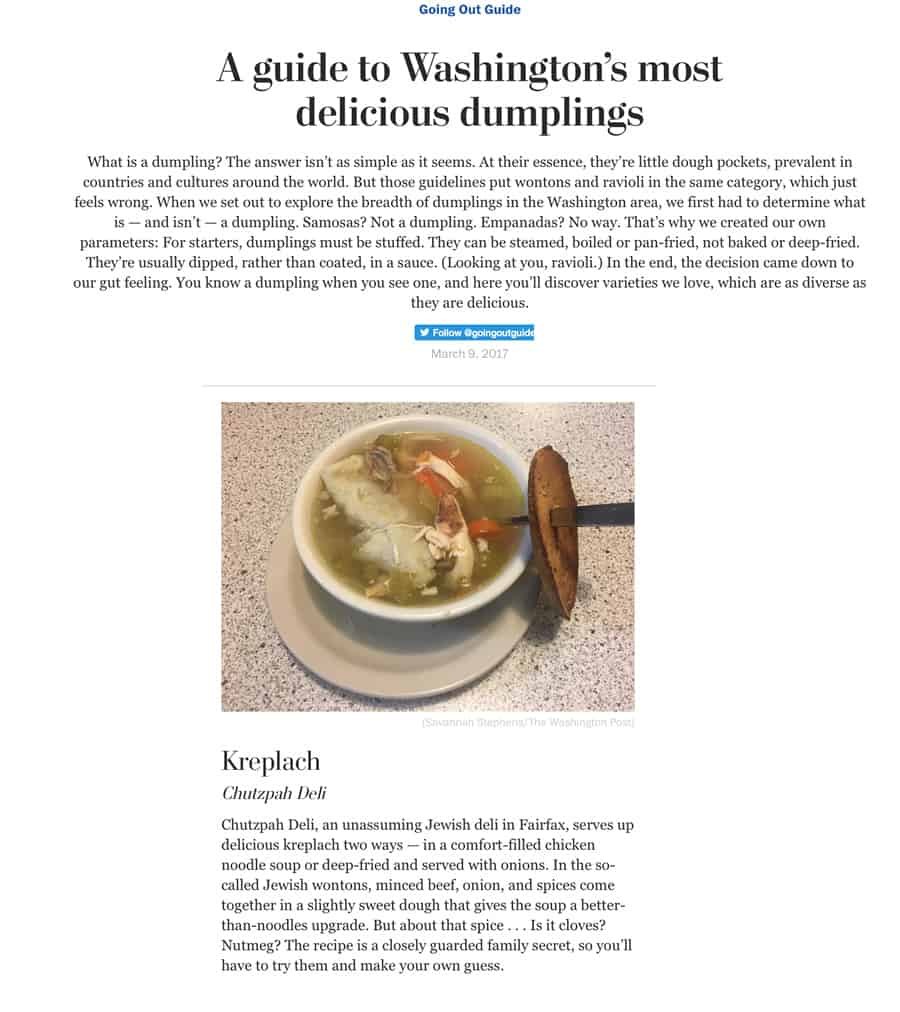 Going Out Guide
A guide to Washington’s most
delicious dumplings
What is a dumpling? The answer isn’t as simple as it seems. At their essence, they’re little dough pockets, prevalent in
countries and cultures around the world. But those guidelines put wontons and ravioli in the same category, which just
feels wrong. When we set out to explore the breadth of dumplings in the Washington area, we first had to determine what
is — and isn’t — a dumpling. Samosas? Not a dumpling. Empanadas? No way. That’s why we created our own
parameters: For starters, dumplings must be stuffed. They can be steamed, boiled or pan-fried, not baked or deep-fried.
They’re usually dipped, rather than coated, in a sauce. (Looking at you, ravioli.) In the end, the decision came down to
our gut feeling. You know a dumpling when you see one, and here you’ll discover varieties we love, which are as diverse as
they are delicious.
Follow @goingoutguide
March 9, 2017
(Savannah Stephens/The Washington Post)
Kreplach
Chutzpah Deli
Chutzpah Deli, an unassuming Jewish deli in Fairfax, serves up
delicious kreplach two ways — in a comfort-filled chicken
noodle soup or deep-fried and served with onions. In the so-
called Jewish wontons, minced beef, onion, and spices come
together in a slightly sweet dough that gives the soup a better-
than-noodles upgrade. But about that spice . . . Is it cloves?
Nutmeg? The recipe is a closely guarded family secret, so you’ll
have to try them and make your own guess.